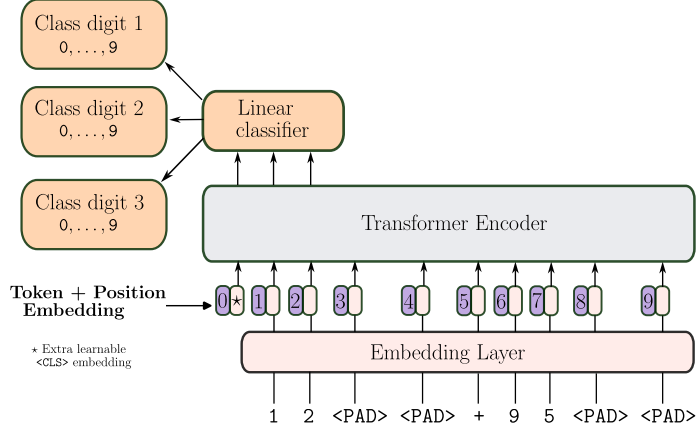 Class digit 1
0,...,9
Class digit 2
0,...,9
Class digit 3
0,...,9
Linear
classifier
Transformer Encoder
Token + Position
Embedding
0 * 1 2 3 4 5 6 7 8 9
⋆ Extra learnable
<CLS> embedding
Embedding Layer
1 2 <PAD> <PAD> + 9 5 <PAD> <PAD>